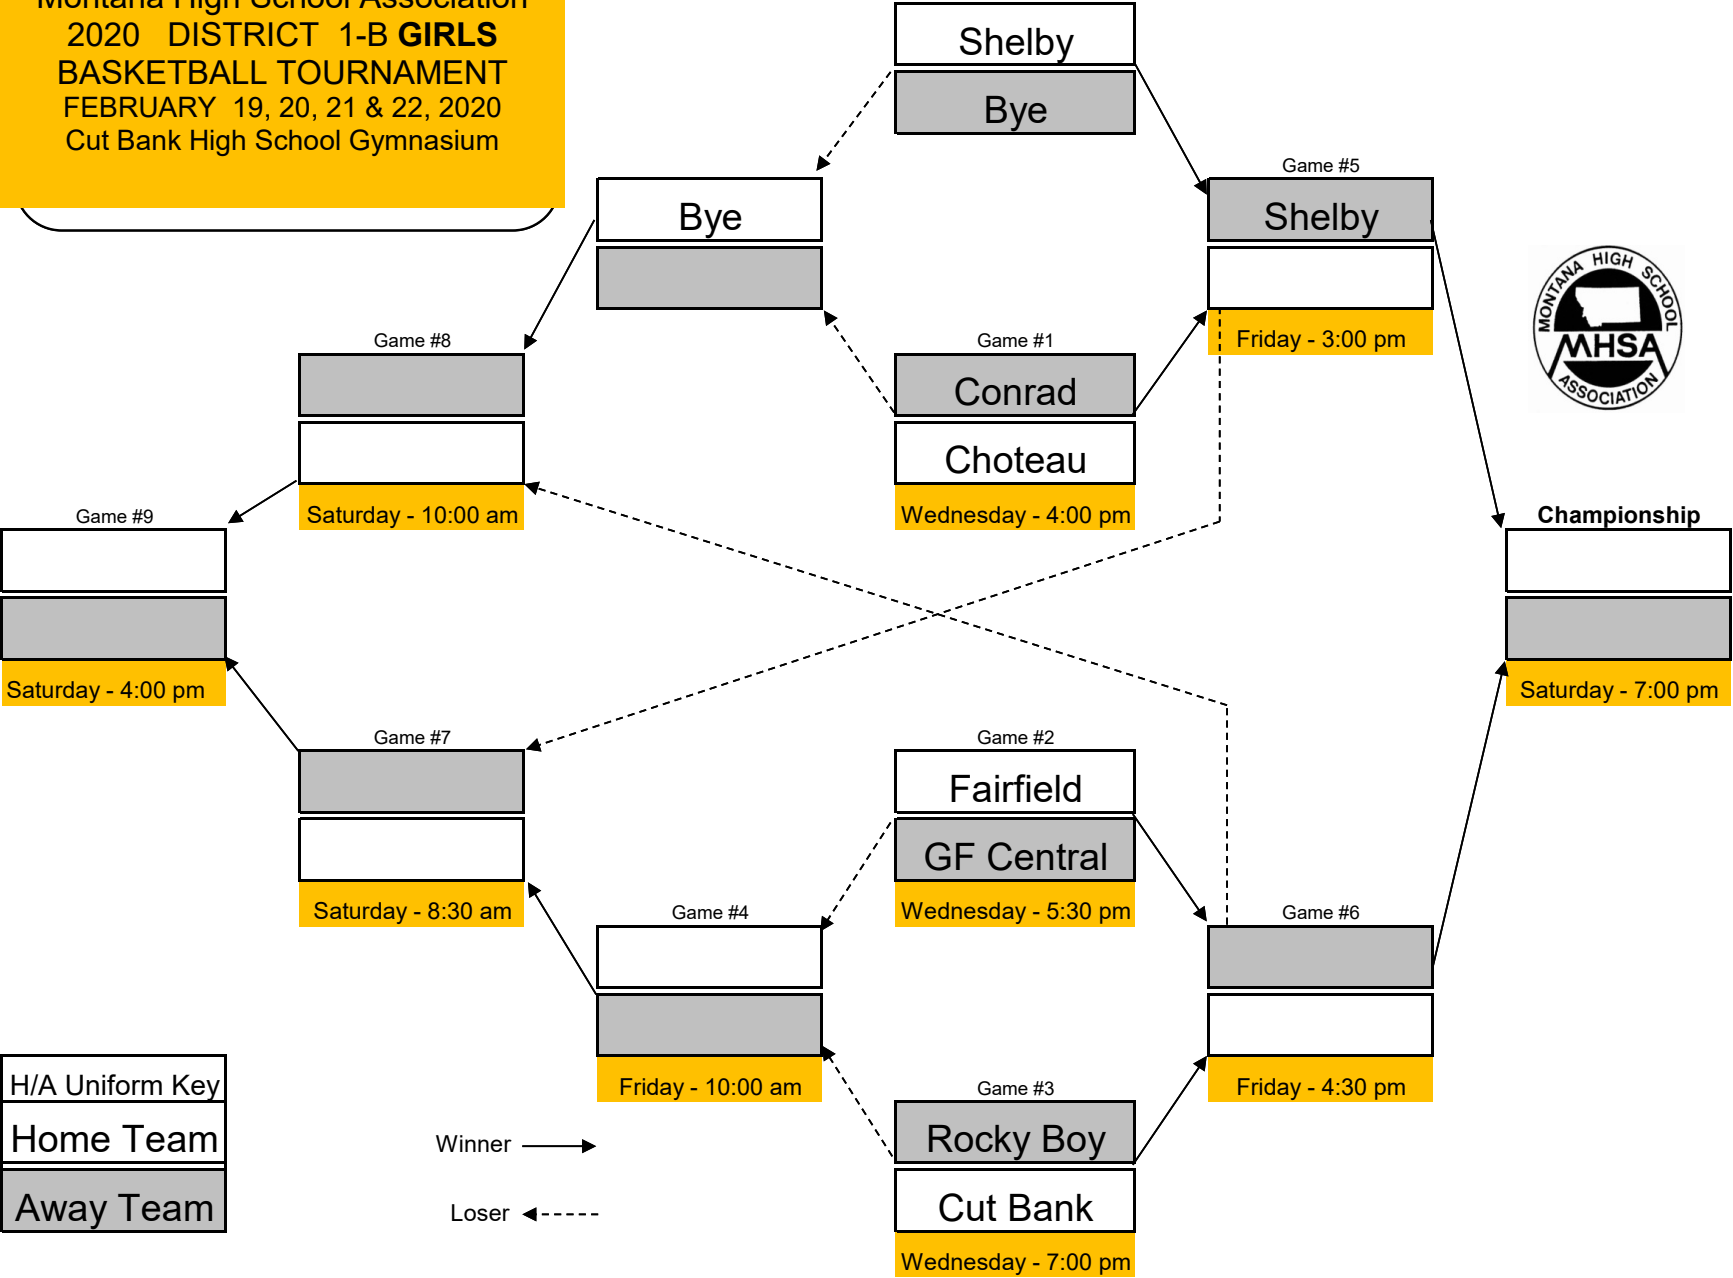 Montana High School Association
2020 DISTRICT 1-B GIRLS
BASKETBALL TOURNAMENT
FEBRUARY 19, 20, 21 & 22, 2020
Cut Bank High School Gymnasium
Shelby
Bye
Game #5
Bye
Shelby
MONTANA HIGH SCHOOL
MHSA
ASSOCIATION
Friday - 3:00 pm
Game #8
Game #1
Conrad
Choteau
Saturday - 10:00 am
Wednesday - 4:00 pm
Game #9
Championship
Saturday - 4:00 pm
Saturday - 7:00 pm
Game #7
Game #2
Fairfield
GF Central
Saturday - 8:30 am
Wednesday - 5:30 pm
Game #4
Game #6
Friday - 10:00 am
Friday - 4:30 pm
Game #3
Rocky Boy
Cut Bank
Wednesday - 7:00 pm
H/A Uniform Key
Home Team
Away Team
Winner
Loser